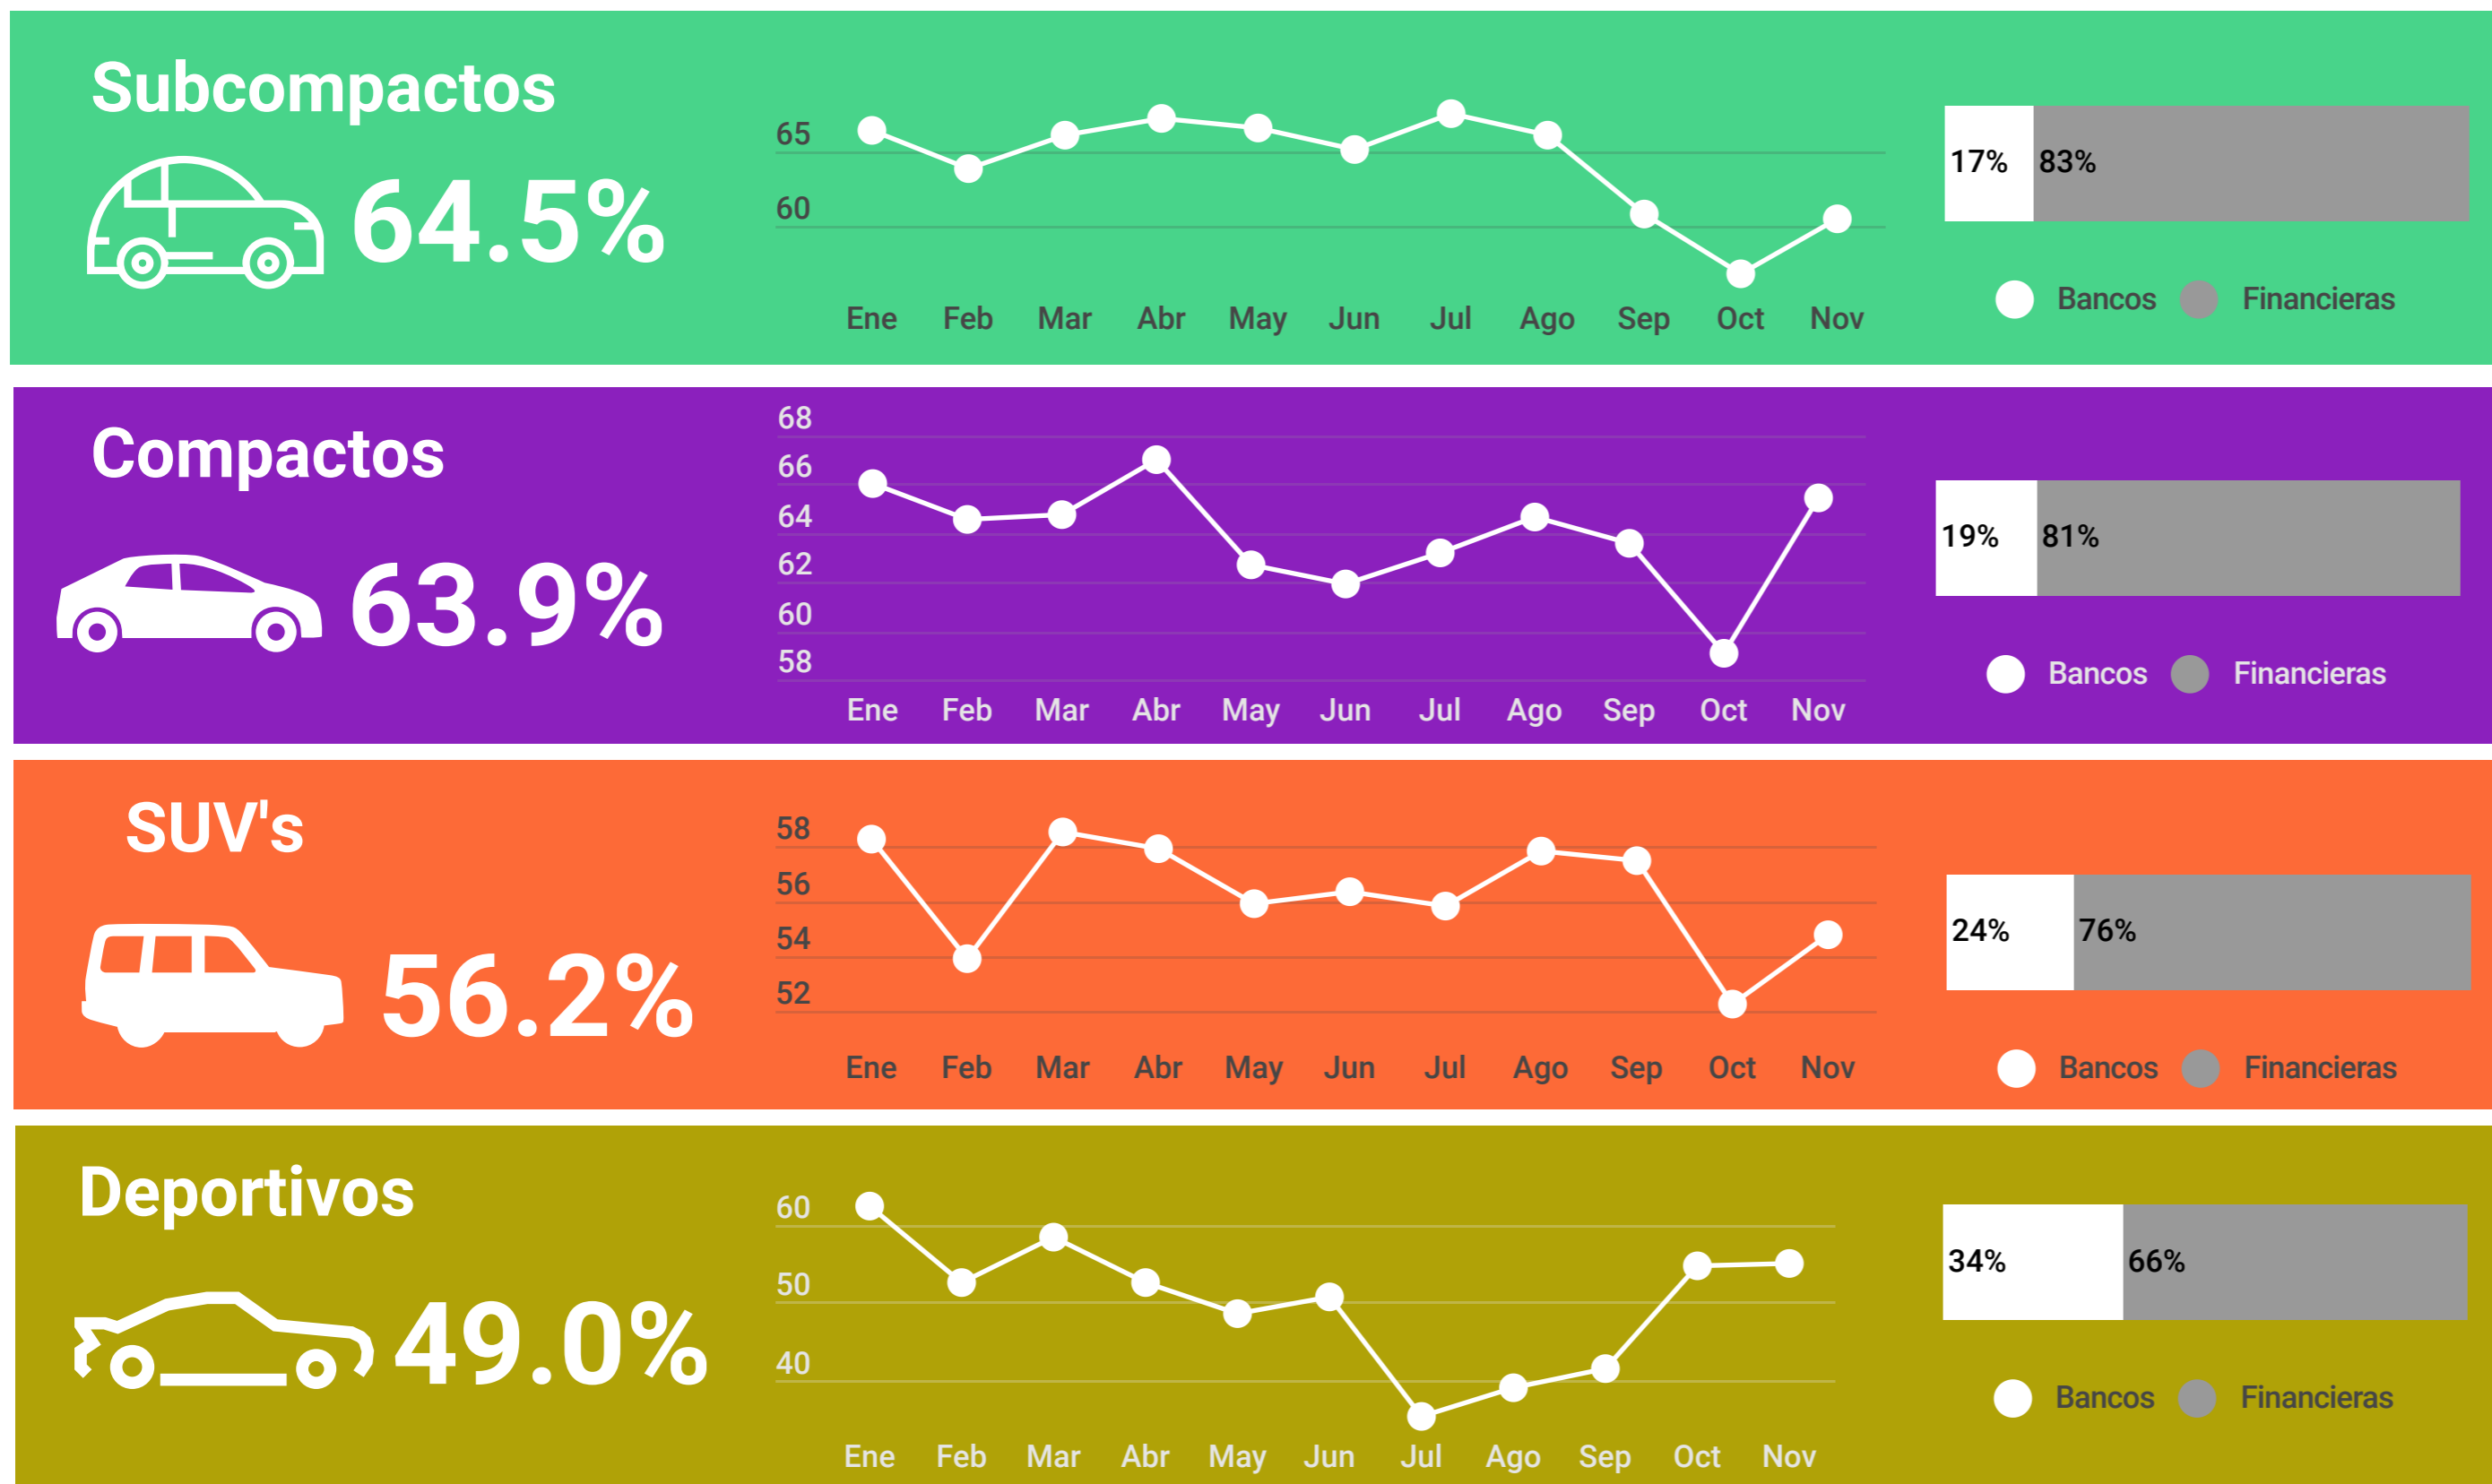 Subcompactos
64.5%
65
60
Ene Feb Mar Abr May Jun Jul Ago Sep Oct Nov
17% 83%
Bancos Financieras
Compactos
63.9%
68
66
64
62
60
58
Ene Feb Mar Abr May Jun Jul Ago Sep Oct Nov
19% 81%
Bancos Financieras
SUV's
56.2%
58
56
54
52
Ene Feb Mar Abr May Jun Jul Ago Sep Oct Nov
24% 76%
Bancos Financieras
Deportivos
49.0%
60
50
40
Ene Feb Mar Abr May Jun Jul Ago Sep Oct Nov
34% 66%
Bancos Financieras